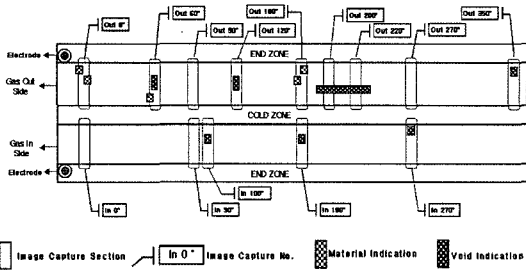 Out 0°
Out 60°
Out 90°
Out 120°
Out 180°
Out 200°
Out 220°
Out 270°
Out 350°
Electrode
END ZONE
Gas Out
Side
COLD ZONE
Gas In
Side
Electrode
END ZONE
In 0°
In 90°
In 100°
In 180°
In 270°
Image Capture Section
In 0°
Image Capture No.
Material Indication
Void Indication